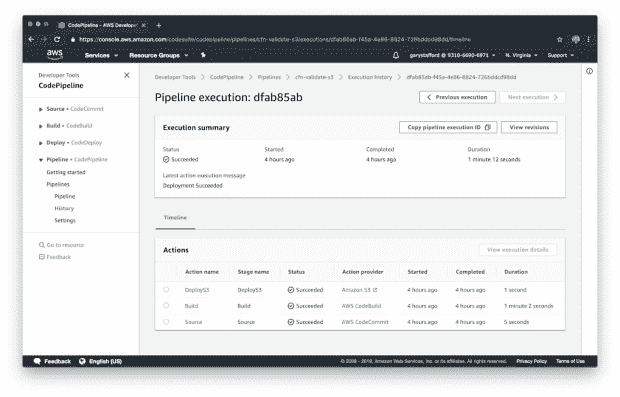 CodePipeline - AWS Developer
https://console.aws.amazon.com/codesuite/codepipeline/pipelines/cfn-validate-s3/executions/dfab85ab-f45a-4e86-8824-726bddcd98dd/timeline
aws Services Resource Groups garystafford @ 9310-6690-6971 N. Virginia Support
Developer Tools
CodePipeline
Source • CodeCommit
Build • CodeBuild
Deploy • CodeDeploy
Pipeline • CodePipeline
Getting started
Pipelines
Pipeline
History
Settings
Go to resource
Feedback
Developer Tools > CodePipeline > Pipelines > cfn-validate-s3 > Execution history > dfab85ab-f45a-4e86-8824-726bddcd98dd
Pipeline execution: dfab85ab
Previous execution Next execution
Execution summary
Copy pipeline execution ID View revisions
Status Started Completed Duration
Succeeded 4 hours ago 4 hours ago 1 minute 12 seconds
Latest action execution message
Deployment Succeeded
Timeline
Actions View execution details
Action name Stage name Status Action provider Started Completed Duration
DeployS3 DeployS3 Succeeded Amazon S3 4 hours ago 4 hours ago 1 second
Build Build Succeeded AWS CodeBuild 4 hours ago 4 hours ago 1 minute 2 seconds
Source Source Succeeded AWS CodeCommit 4 hours ago 4 hours ago 5 seconds
Feedback English (US) © 2008 - 2019, Amazon Web Services, Inc. or its affiliates. All rights reserved. Privacy Policy Terms of Use